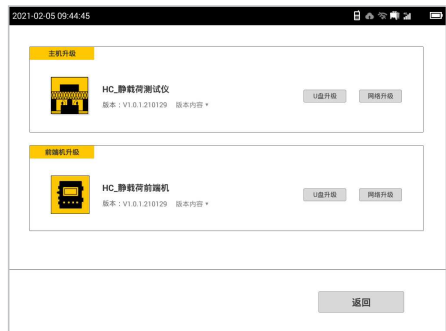 2021-02-05 09:44:45
主机升级
HC_静载荷测试仪
版本：V1.0.1.210129 版本内容
U盘升级 网络升级
前端机升级
HC_静载荷前端机
版本：V1.0.1.210129 版本内容
U盘升级 网络升级
返回